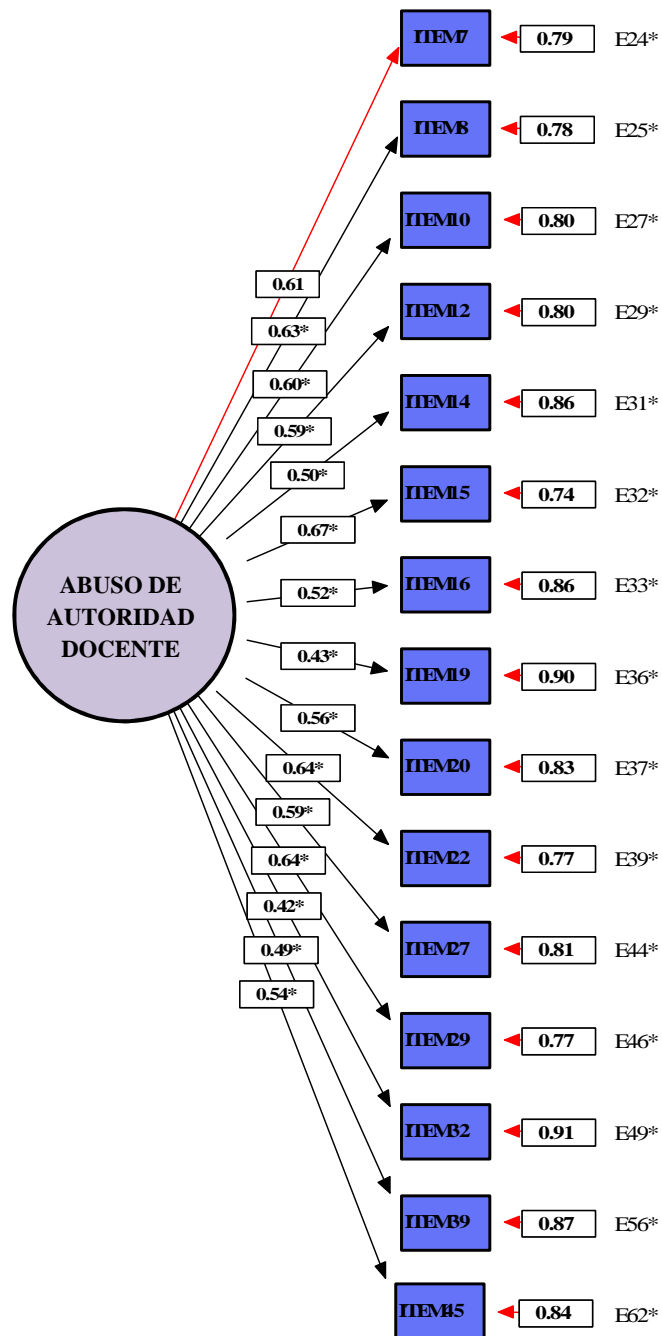 ITEM7 0.79 E24*
ITEM8 0.78 E25*
ITEM10 0.80 E27*
0.61
ITEM12 0.80 E29*
0.63*
0.60*
ITEM14 0.86 E31*
0.59*
0.50*
ITEM15 0.74 E32*
0.67*
ABUSO DE
AUTORIDAD
DOCENTE
0.52* ITEM16 0.86 E33*
0.43* ITEM19 0.90 E36*
0.56*
ITEM20 0.83 E37*
0.64*
0.59*
ITEM22 0.77 E39*
0.64*
0.42*
ITEM27 0.81 E44*
0.49*
0.54*
ITEM29 0.77 E46*
ITEM32 0.91 E49*
ITEM39 0.87 E56*
ITEM45 0.84 E62*